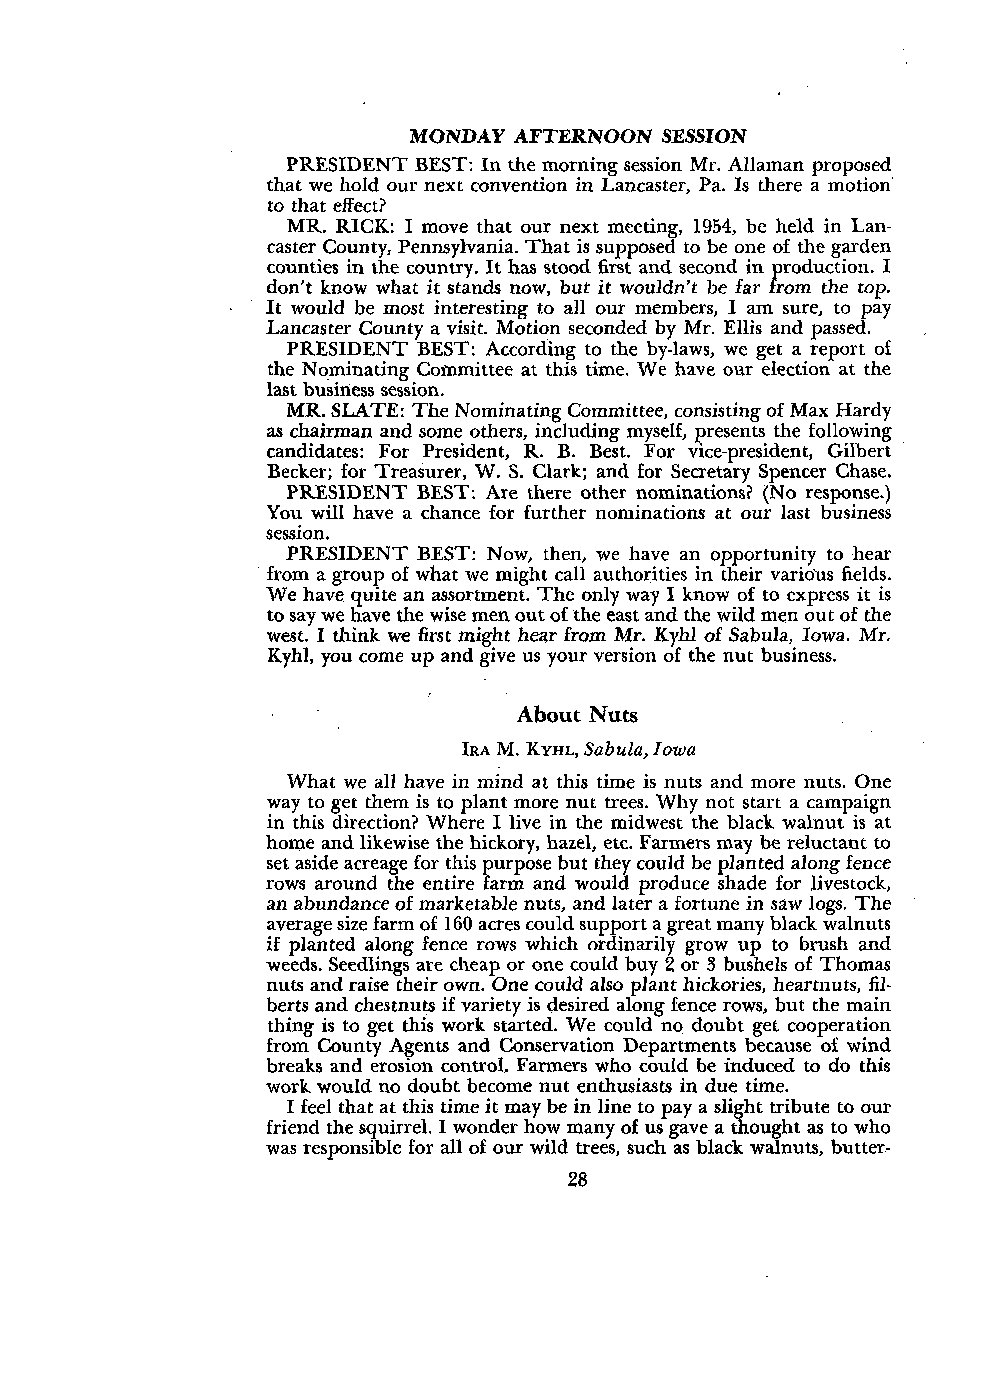 MONDAY AFTERNOON SESSION
PRESIDENT BEST: In the morning session Mr. Allaman proposed
that we hold our next convention in Lancaster, Pa. Is there a motion
to that effect?
MR. RICK: I move that our next meeting, 1954, be held in Lan-
caster County, Pennsylvania. That is supposed to be one of the garden
counties in the country. It has stood first and second in production. I
don't know what it stands now, but it wouldn't be far from the top.
It would be most interesting to all our members, I am sure, to pay
Lancaster County a visit. Motion seconded by Mr. Ellis and passed.
PRESIDENT BEST: According to the by-laws, we get a report of
the Nominating Committee at this time. We have our election at the
last business session.
MR. SLATE: The Nominating Committee, consisting of Max Hardy
as chairman and some others, including myself, presents the following
candidates: For President, R. B. Best. For vice-president, Gilbert
Becker; for Treasurer, W. S. Clark; and for Secretary Spencer Chase.
PRESIDENT BEST: Are there other nominations? (No response.)
You will have a chance for further nominations at our last business
session.
PRESIDENT BEST: Now, then, we have an opportunity to hear
from a group of what we might call authorities in their various fields.
We have quite an assortment. The only way I know of to express it is
to say we have the wise men out of the east and the wild men out of the
west. I think we first might hear from Mr. Kyhl of Sabula, Iowa. Mr.
Kyhl, you come up and give us your version of the nut business.
About Nuts
IRA M. KYHL, Sabula, Iowa
What we all have in mind at this time is nuts and more nuts. One
way to get them is to plant more nut trees. Why not start a campaign
in this direction? Where I live in the midwest the black walnut is at
home and likewise the hickory, hazel, etc. Farmers may be reluctant to
set aside acreage for this purpose but they could be planted along fence
rows around the entire farm and would produce shade for livestock,
an abundance of marketable nuts, and later a fortune in saw logs. The
average size farm of 160 acres could support a great many black walnuts
if planted along fence rows which ordinarily grow up to brush and
weeds. Seedlings are cheap or one could buy 2 or 3 bushels of Thomas
nuts and raise their own. One could also plant hickories, heartnuts, fil-
berts and chestnuts if variety is desired along fence rows, but the main
thing is to get this work started. We could no doubt get cooperation
from County Agents and Conservation Departments because of wind
breaks and erosion control. Farmers who could be induced to do this
work would no doubt become nut enthusiasts in due time.
I feel that at this time it may be in line to pay a slight tribute to our
friend the squirrel. I wonder how many of us gave a thought as to who
was responsible for all of our wild trees, such as black walnuts, butter-
28